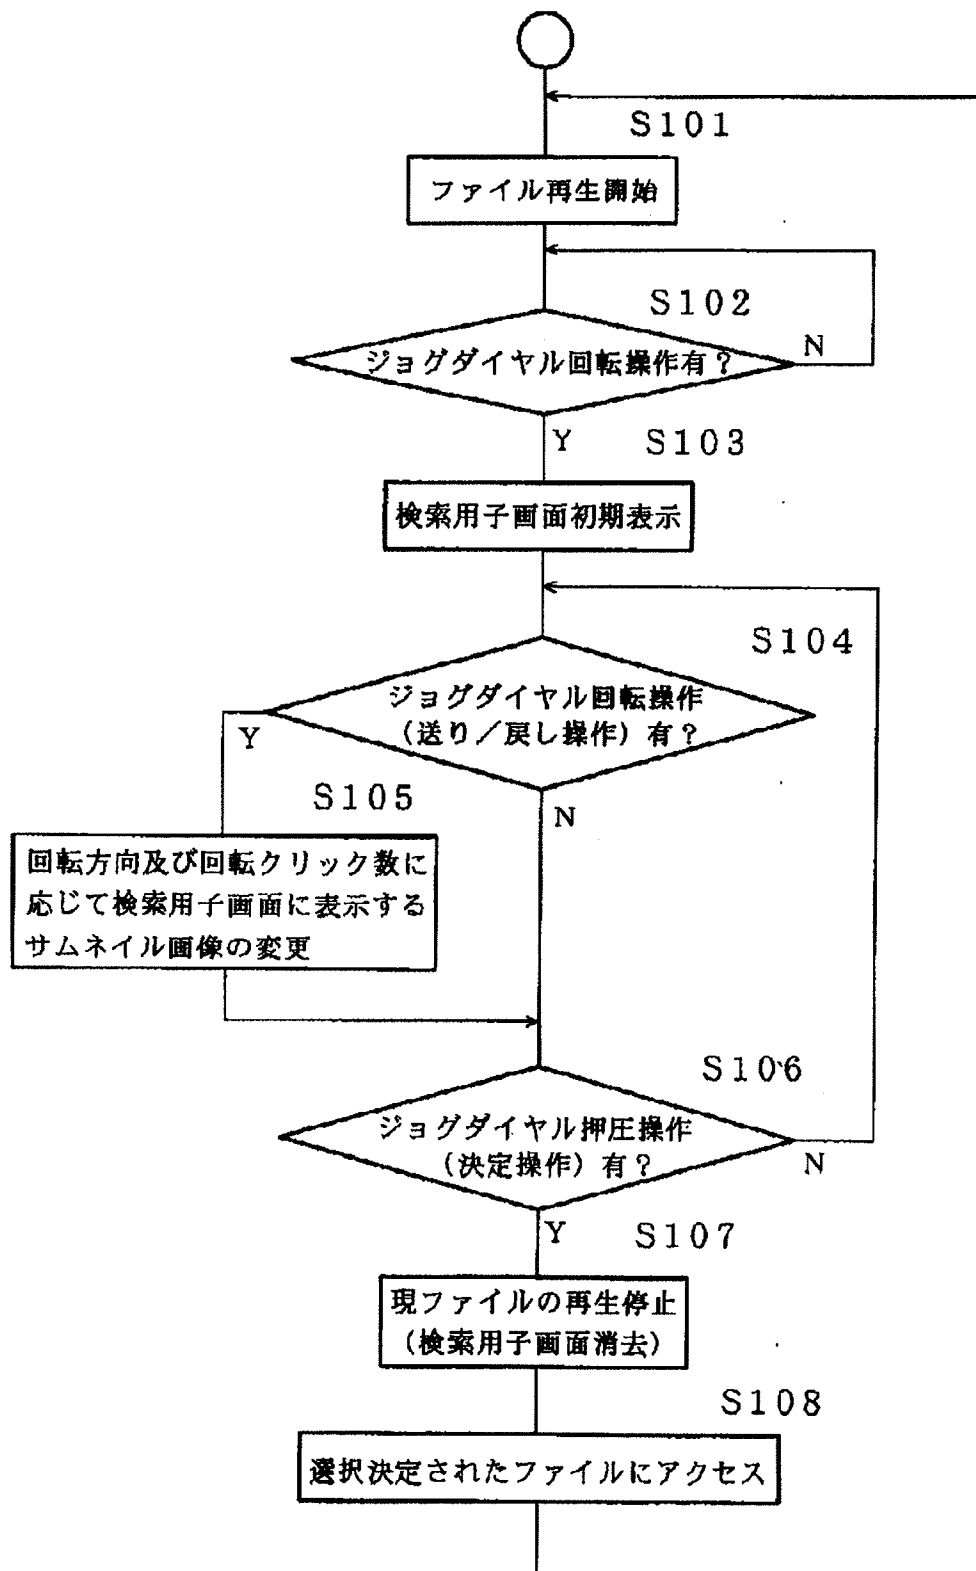 S101
ファイル再生開始
S102
ジョグダイヤル回転操作有？
N
Y
S103
検索用子画面初期表示
S104
ジョグダイヤル回転操作
（送り／戻し操作）有？
Y
N
S105
回転方向及び回転クリック数に
応じて検索用子画面に表示する
サムネイル画像の変更
S106
ジョグダイヤル押圧操作
（決定操作）有？
N
Y
S107
現ファイルの再生停止
（検索用子画面消去）
S108
選択決定されたファイルにアクセス